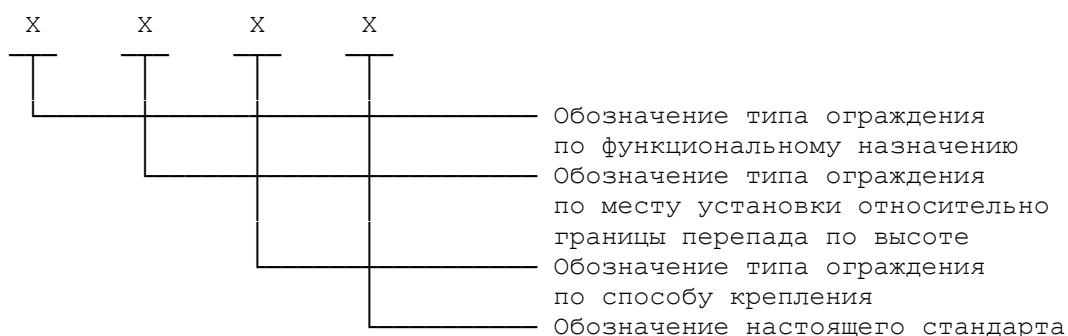 Х Х Х Х
Обозначение типа ограждения
по функциональному назначению
Обозначение типа ограждения
по месту установки относительно
границы перепада по высоте
Обозначение типа ограждения
по способу крепления
Обозначение настоящего стандарта